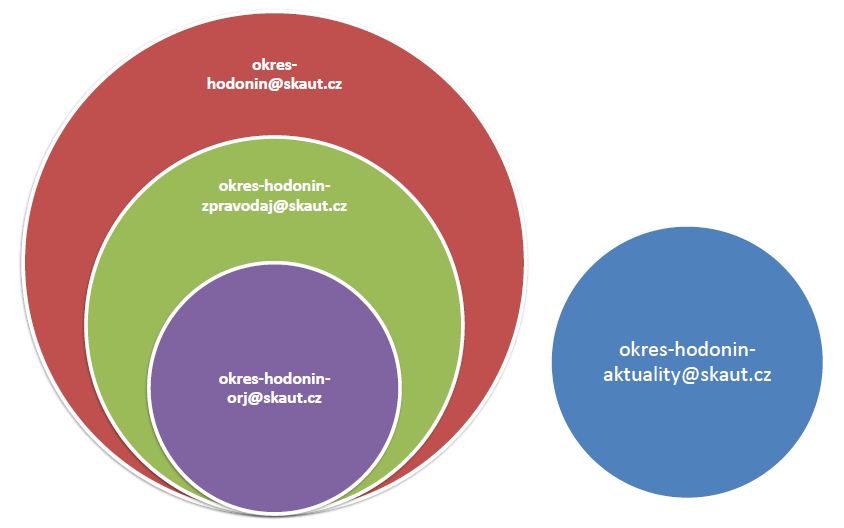 okres-
hodonin@skaut.cz
okres-hodonin-
zpravodaj@skaut.cz
okres-hodonin-
orj@skaut.cz
okres-hodonin-
aktuality@skaut.cz